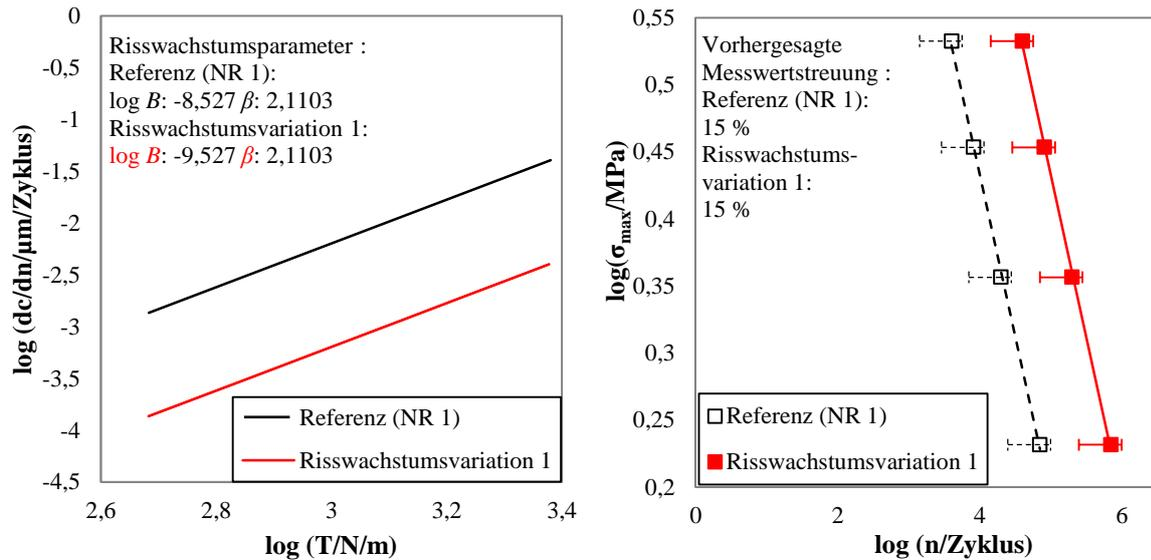 0
-0,5
-1
-1,5
-2
-2,5
-3
-3,5
-4
-4,5
log (dc/dn/µm/Zyklus)
Risswachstumsparameter :
Referenz (NR 1):
log B: -8,527 β: 2,1103
Risswachstumsvariation 1:
log B: -9,527 β: 2,1103
Referenz (NR 1)
Risswachstumsvariation 1
2,6
2,8
3
3,2
3,4
log (T/N/m)
0,55
0,5
0,45
0,4
0,35
0,3
0,25
0,2
log(σmax/MPa)
Vorhergesagte
Messwertstreuung :
Referenz (NR 1):
15 %
Risswachstums-
variation 1:
15 %
Referenz (NR 1)
Risswachstumsvariation 1
0
2
4
6
log (n/Zyklus)